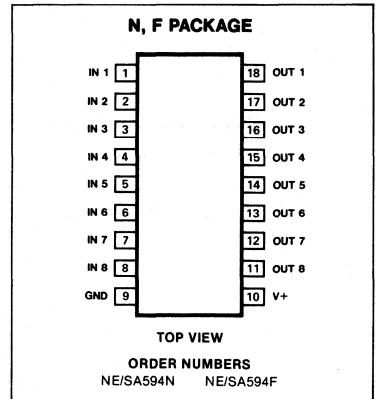 N, F PACKAGE
IN 1 1 18 OUT 1
IN 2 2 17 OUT 2
IN 3 3 16 OUT 3
IN 4 4 15 OUT 4
IN 5 5 14 OUT 5
IN 6 6 13 OUT 6
IN 7 7 12 OUT 7
IN 8 8 11 OUT 8
GND 9 10 V+
TOP VIEW
ORDER NUMBERS
NE/SA594N NE/SA594F